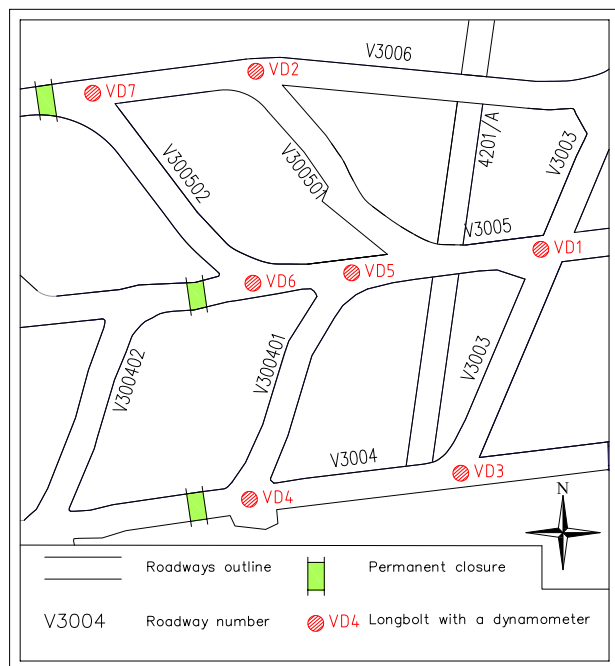 V3006
VD2
VD7
4201/A
V3003
V300501
V300502
V3005
VD1
VD5
VD6
V3003
V300401
V300402
V3004
VD3
VD4
N
Roadways outline
Permanent closure
V3004 Roadway number
VD4 Longbolt with a dynamometer